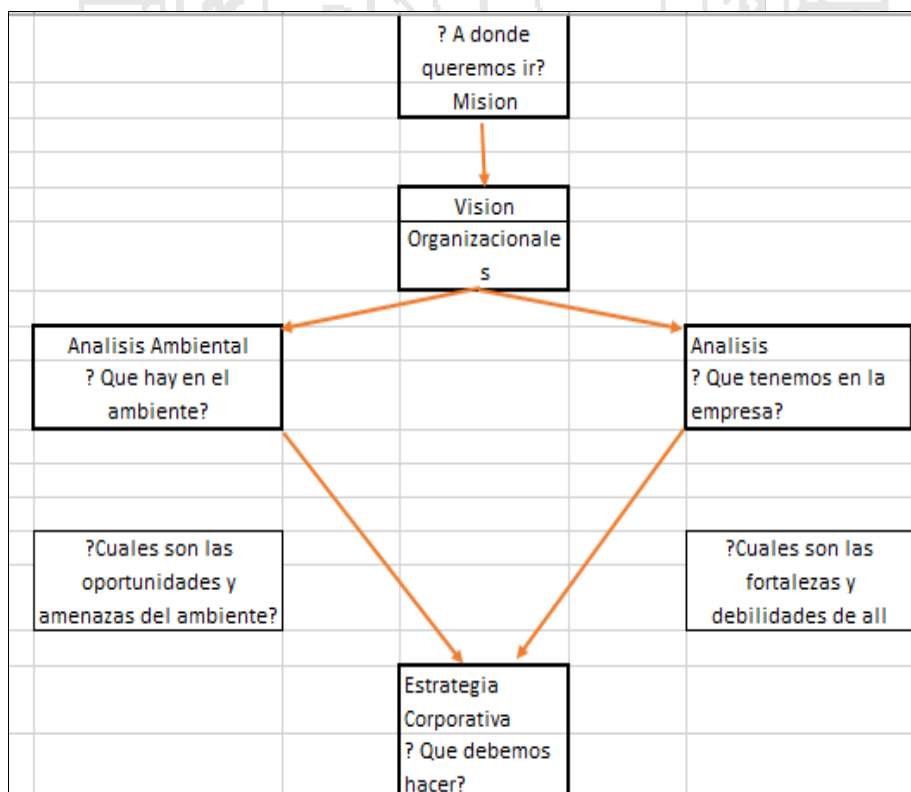 ? A donde
queremos ir?
Mision
Vision
Organizacionale
s
Analisis Ambiental
? Que hay en el
ambiente?
Analisis
? Que tenemos en la
empresa?
?Cuales son las
oportunidades y
amenazas del ambiente?
?Cuales son las
fortalezas y
debilidades de all
Estrategia
Corporativa
? Que debemos
hacer?